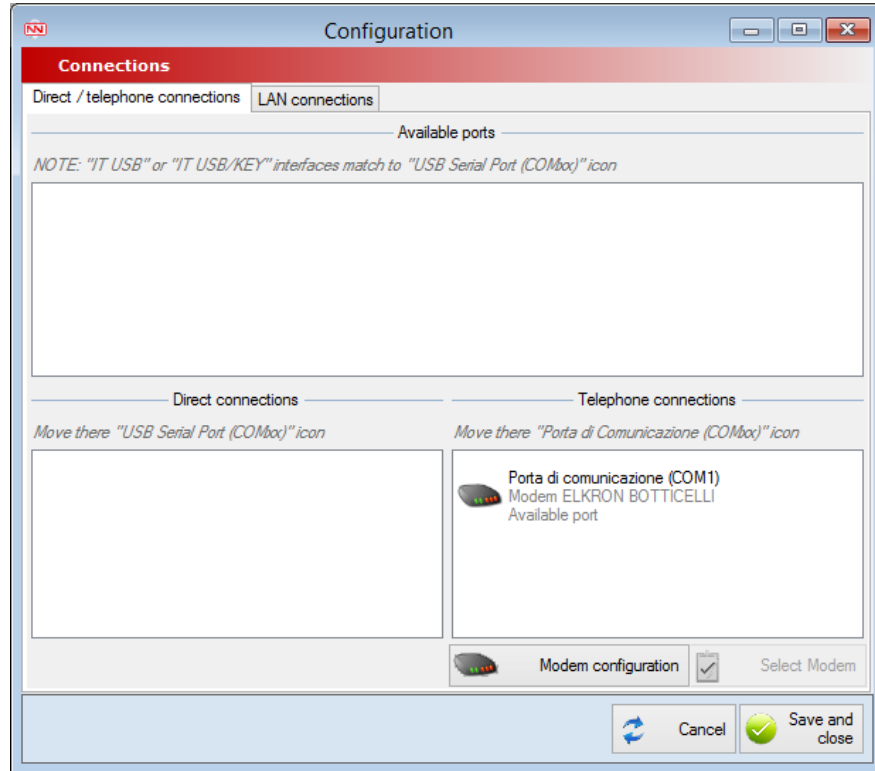 NN
Configuration
Connections
Direct / telephone connections
LAN connections
Available ports
NOTE: "IT USB" or "IT USB/KEY" interfaces match to "USB Serial Port (COMxx)" icon
Direct connections
Move there "USB Serial Port (COMxx)" icon
Telephone connections
Move there "Porta di Comunicazione (COMxx)" icon
Porta di comunicazione (COM1)
Modem ELKRON BOTTICELLI
Available port
Modem configuration
Select Modem
Cancel
Save and
close